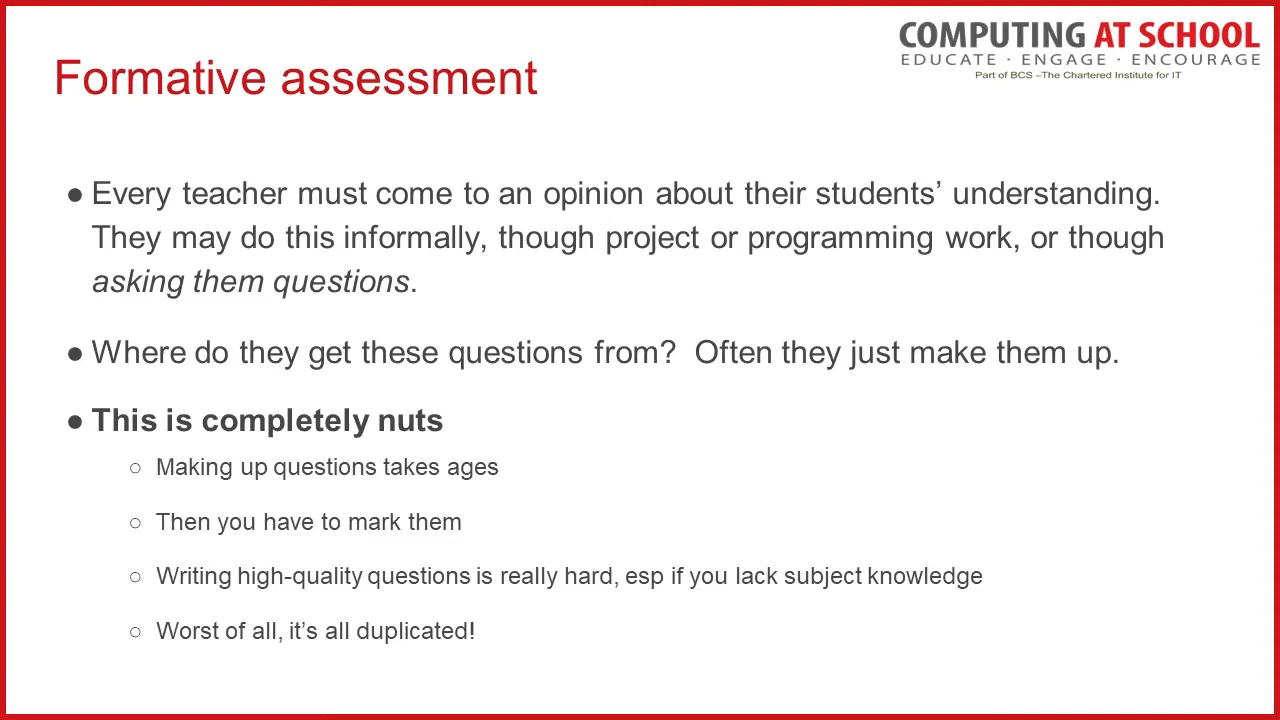 COMPUTING AT SCHOOL
EDUCATE · ENGAGE · ENCOURAGE
Part of BCS –The Chartered Institute for IT
Formative assessment
● Every teacher must come to an opinion about their students’ understanding.
They may do this informally, though project or programming work, or though
asking them questions.
● Where do they get these questions from?  Often they just make them up.
● This is completely nuts
○ Making up questions takes ages
○ Then you have to mark them
○ Writing high-quality questions is really hard, esp if you lack subject knowledge
○ Worst of all, it’s all duplicated!